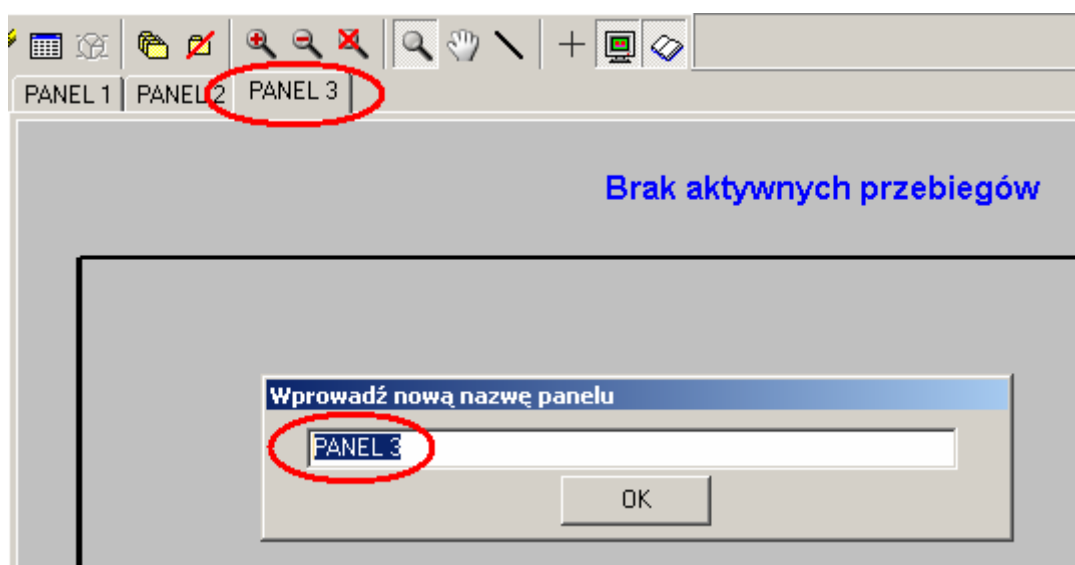 PANEL 1 PANEL 2 PANEL 3
Brak aktywnych przebiegów
Wprowadź nową nazwę panelu
PANEL 3
OK